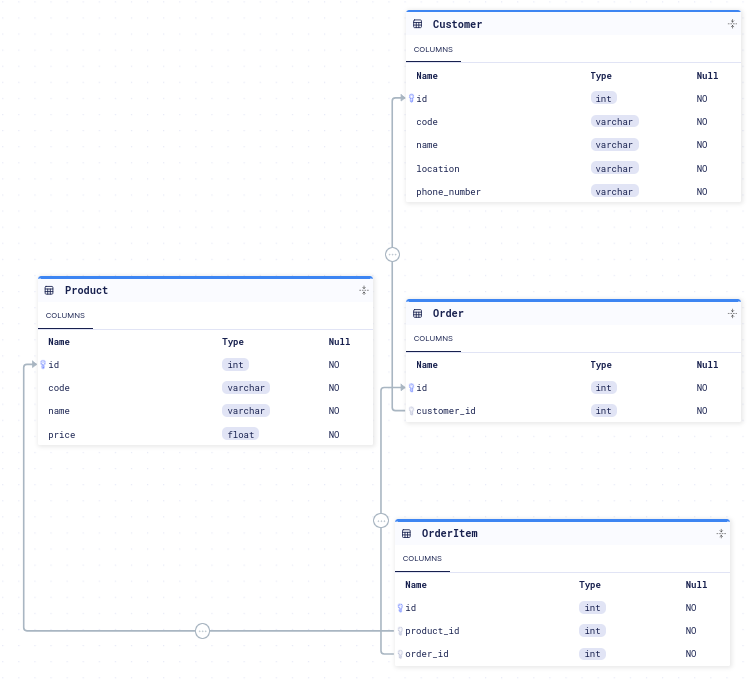 Customer
COLUMNS
Name Type Null
id int NO
code varchar NO
name varchar NO
location varchar NO
phone_number varchar NO
Product
COLUMNS
Name Type Null
id int NO
code varchar NO
name varchar NO
price float NO
Order
COLUMNS
Name Type Null
id int NO
customer_id int NO
OrderItem
COLUMNS
Name Type Null
id int NO
product_id int NO
order_id int NO